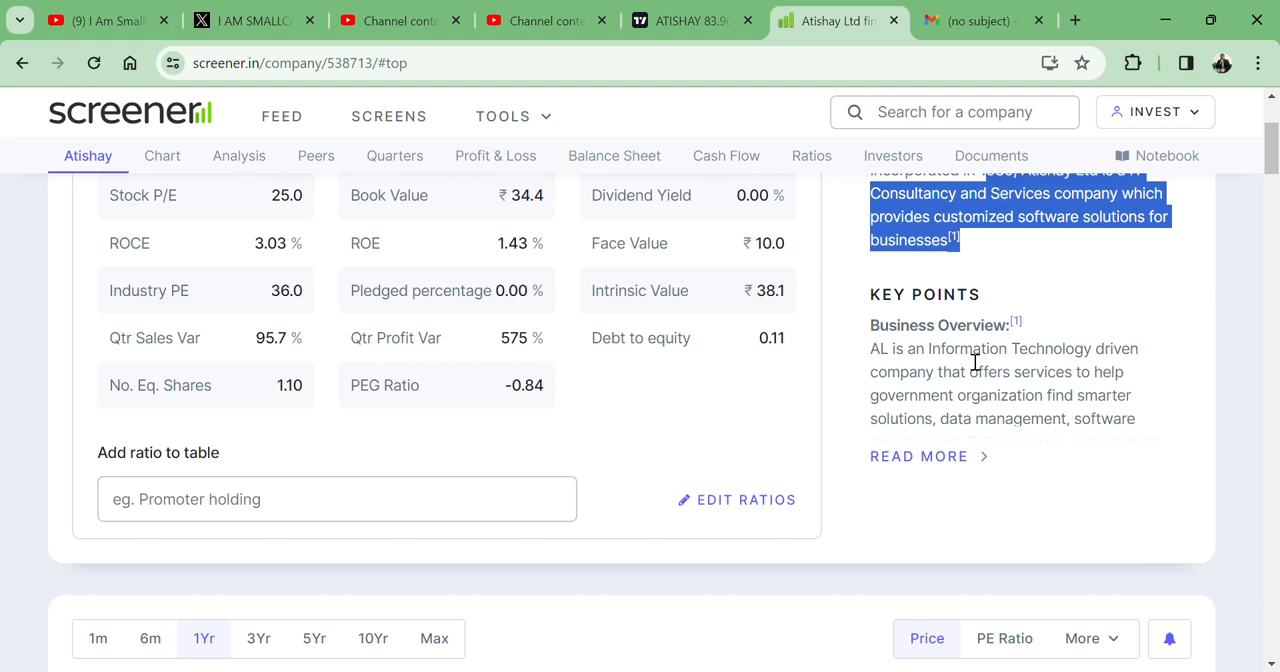 (9) I Am Small
I AM SMALLC
Channel conte
Channel conte
ATISHAY 83.90
Atishay Ltd fin
(no subject) -
screener.in/company/538713/#top
screener
FEED
SCREENS
TOOLS
Search for a company
INVEST
Atishay
Chart
Analysis
Peers
Quarters
Profit & Loss
Balance Sheet
Cash Flow
Ratios
Investors
Documents
Notebook
Stock P/E 25.0
Book Value ₹ 34.4
Dividend Yield 0.00 %
ROCE 3.03 %
ROE 1.43 %
Face Value ₹ 10.0
Industry PE 36.0
Pledged percentage 0.00 %
Intrinsic Value ₹ 38.1
Qtr Sales Var 95.7 %
Qtr Profit Var 575 %
Debt to equity 0.11
No. Eq. Shares 1.10
PEG Ratio -0.84
Add ratio to table
eg. Promoter holding
EDIT RATIOS
Consultancy and Services company which
provides customized software solutions for
businesses[1]
KEY POINTS
Business Overview:[1]
AL is an Information Technology driven
company that offers services to help
government organization find smarter
solutions, data management, software
READ MORE
1m
6m
1Yr
3Yr
5Yr
10Yr
Max
Price
PE Ratio
More